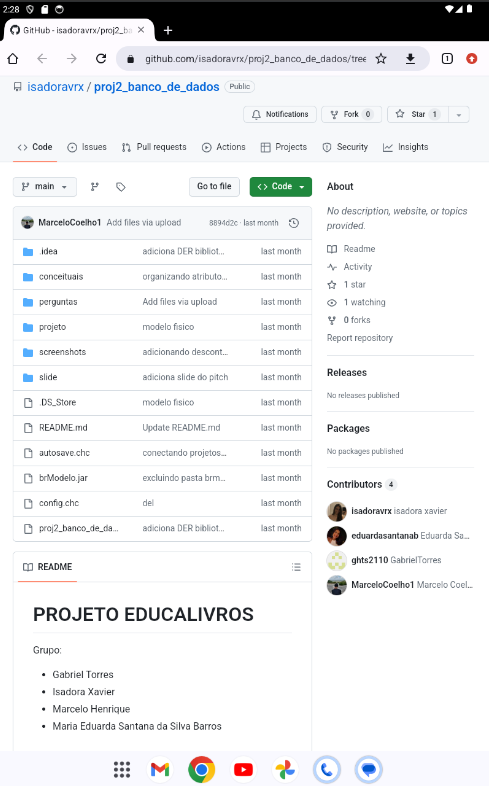 2:28
GitHub - isadoravrx/proj2_ba
github.com/isadoravrx/proj2_banco_de_dados/tree
1
isadoravrx / proj2_banco_de_dados Public
Notifications Fork 0 Star 1
Code Issues Pull requests Actions Projects Security Insights
main Go to file Code
MarceloCoelho1 Add files via upload 8894d2c · last month
.idea adiciona DER bibliot... last month
conceituais organizando atributo... last month
perguntas Add files via upload last month
projeto modelo fisico last month
screenshots adicionando descont... last month
slide adiciona slide do pitch last month
.DS_Store modelo fisico last month
README.md Update README.md last month
autosave.chc conectando projetos... last month
brModelo.jar excluindo pasta brm... last month
config.chc del last month
proj2_banco_de_da... adiciona DER bibliot... last month
README
PROJETO EDUCALIVROS
Grupo:
Gabriel Torres
Isadora Xavier
Marcelo Henrique
Maria Eduarda Santana da Silva Barros
About
No description, website, or topics
provided.
Readme
Activity
1 star
1 watching
0 forks
Report repository
Releases
No releases published
Packages
No packages published
Contributors 4
isadoravrx isadora xavier
eduardasantanab Eduarda Sa...
ghts2110 GabrielTorres
MarceloCoelho1 Marcelo Coel...